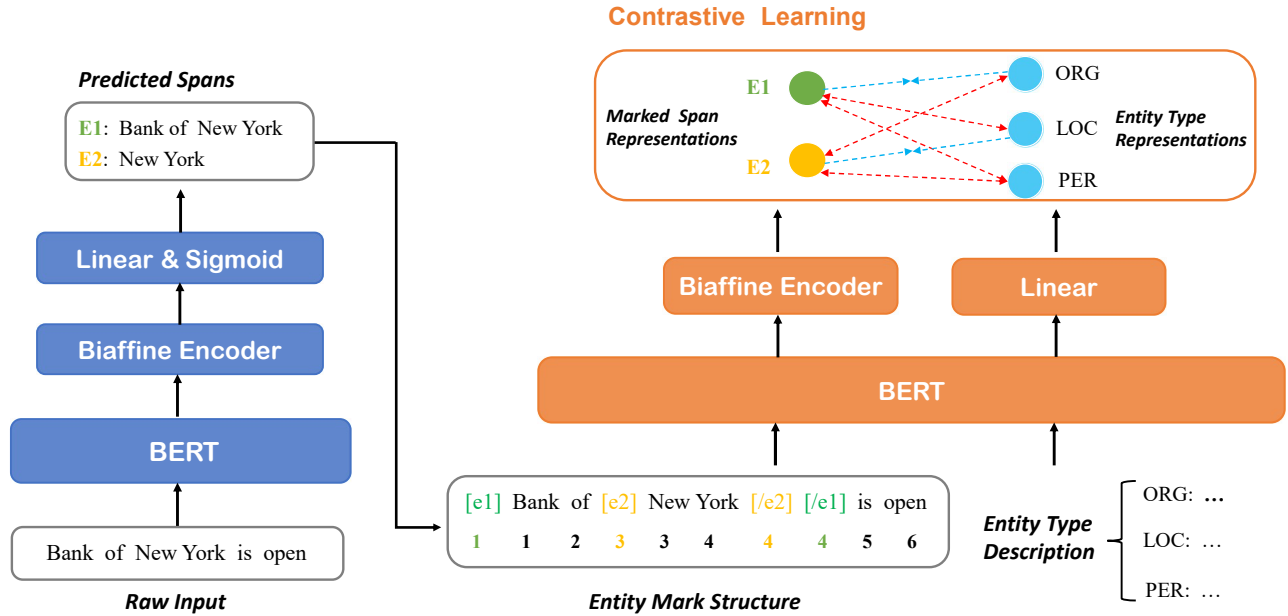 Contrastive Learning
Predicted Spans
E1: Bank of New York
E2: New York
Linear & Sigmoid
Biaffine Encoder
BERT
Bank of New York is open
Raw Input
E1
E2
Marked Span
Representations
ORG
LOC
PER
Entity Type
Representations
Biaffine Encoder
Linear
BERT
[e1] Bank of [e2] New York [/e2] [/e1] is open
1 1 2 3 3 4 4 4 5 6
Entity Mark Structure
Entity Type
Description
ORG: ...
LOC: ...
PER: ...